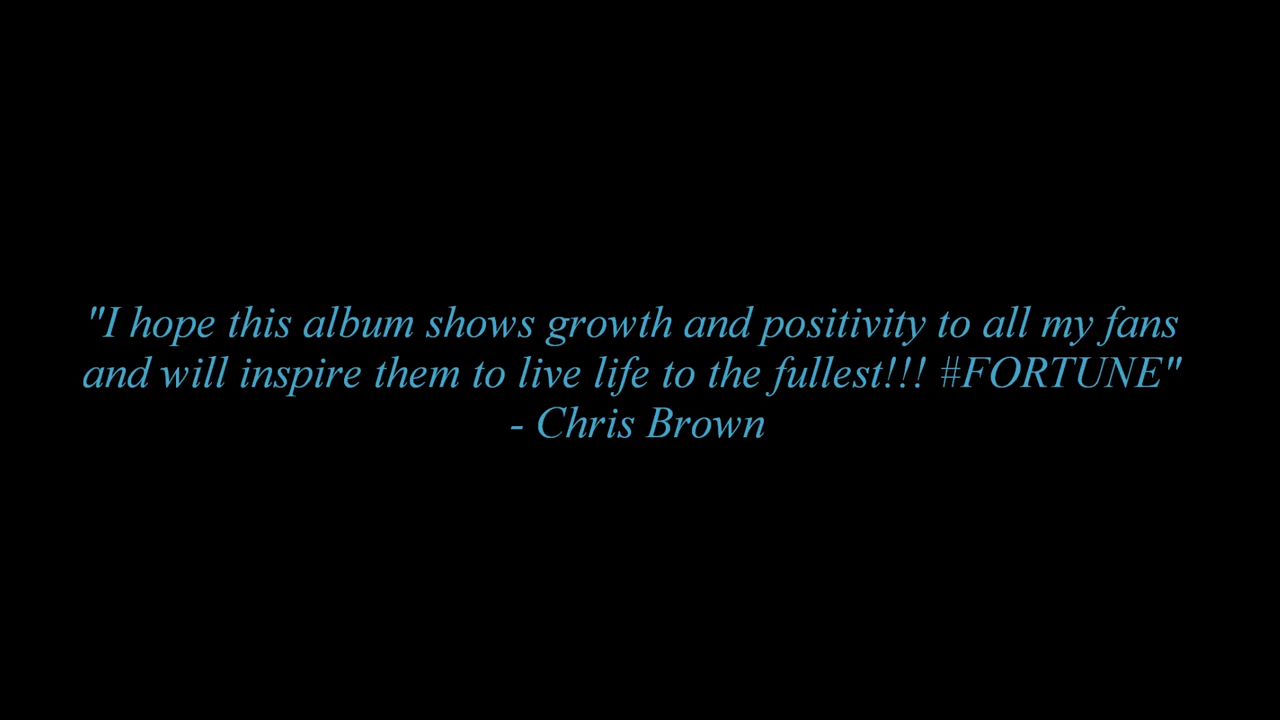 "I hope this album shows growth and positivity to all my fans
and will inspire them to live life to the fullest!!! #FORTUNE"
- Chris Brown